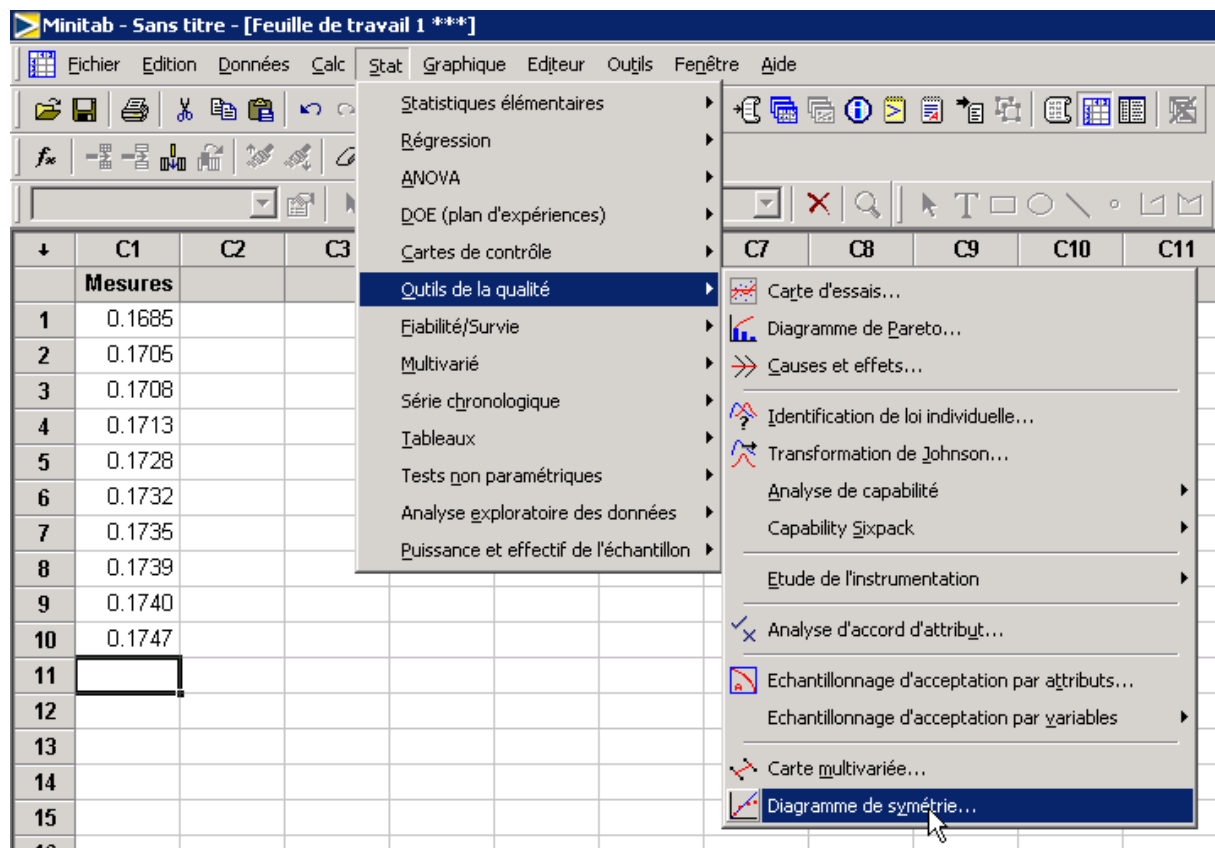 Minitab - Sans titre - [Feuille de travail 1 ***]
Fichier Edition Données Calc Stat Graphique Editeur Outils Fenêtre Aide
Statistiques élémentaires
Régression
ANOVA
DOE (plan d'expériences)
Cartes de contrôle
Outils de la qualité
Fiabilité/Survie
Multivarié
Série chronologique
Tableaux
Tests non paramétriques
Analyse exploratoire des données
Puissance et effectif de l'échantillon
Carte d'essais...
Diagramme de Pareto...
Causes et effets...
Identification de loi individuelle...
Transformation de Johnson...
Analyse de capabilité
Capability Sixpack
Etude de l'instrumentation
Analyse d'accord d'attribut...
Echantillonnage d'acceptation par attributs...
Echantillonnage d'acceptation par variables
Carte multivariée...
Diagramme de symétrie...
C1 C2 C3 C7 C8 C9 C10 C11
Mesures
1 0.1685
2 0.1705
3 0.1708
4 0.1713
5 0.1728
6 0.1732
7 0.1735
8 0.1739
9 0.1740
10 0.1747
11
12
13
14
15